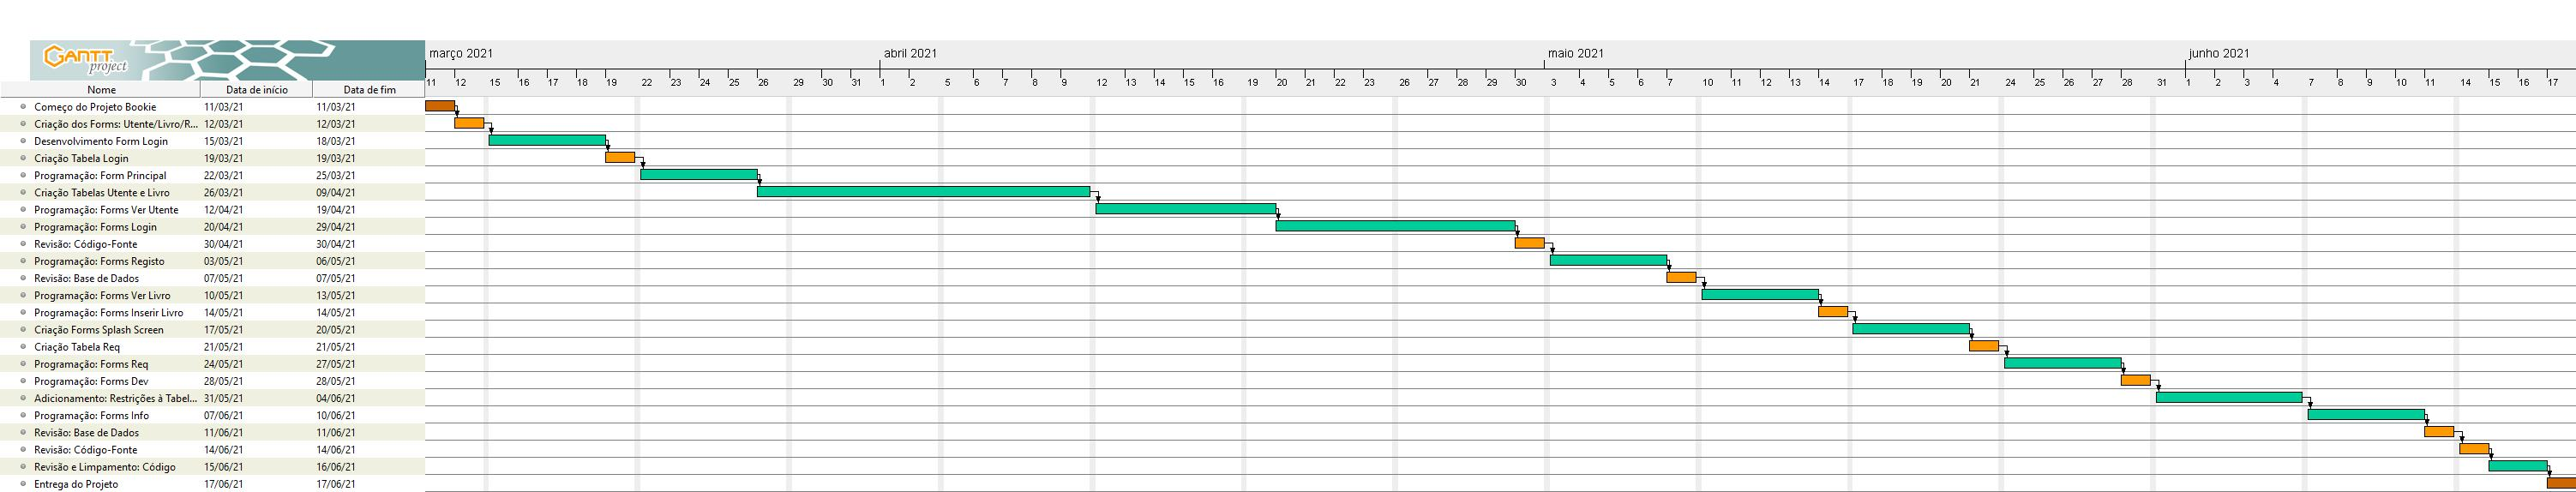 GANTT
project
março 2021 abril 2021 maio 2021 junho 2021
11 12 15 16 17 18 19 22 23 24 25 26 29 30 31 1 2 5 6 7 8 9 12 13 14 15 16 19 20 21 22 23 26 27 28 29 30 3 4 5 6 7 10 11 12 13 14 17 18 19 20 21 24 25 26 27 28 31 1 2 3 4 7 8 9 10 11 14 15 16 17
Nome Data de início Data de fim
Começo do Projeto Bookie 11/03/21 11/03/21
Criação dos Forms: Utente/Livro/R... 12/03/21 12/03/21
Desenvolvimento Form Login 15/03/21 18/03/21
Criação Tabela Login 19/03/21 19/03/21
Programação: Form Principal 22/03/21 25/03/21
Criação Tabelas Utente e Livro 26/03/21 09/04/21
Programação: Forms Ver Utente 12/04/21 19/04/21
Programação: Forms Login 20/04/21 29/04/21
Revisão: Código-Fonte 30/04/21 30/04/21
Programação: Forms Registo 03/05/21 06/05/21
Revisão: Base de Dados 07/05/21 07/05/21
Programação: Forms Ver Livro 10/05/21 13/05/21
Programação: Forms Inserir Livro 14/05/21 14/05/21
Criação Forms Splash Screen 17/05/21 20/05/21
Criação Tabela Req 21/05/21 21/05/21
Programação: Forms Req 24/05/21 27/05/21
Programação: Forms Dev 28/05/21 28/05/21
Adicionamento: Restrições à Tabel... 31/05/21 04/06/21
Programação: Forms Info 07/06/21 10/06/21
Revisão: Base de Dados 11/06/21 11/06/21
Revisão: Código-Fonte 14/06/21 14/06/21
Revisão e Limpamento: Código 15/06/21 16/06/21
Entrega do Projeto 17/06/21 17/06/21